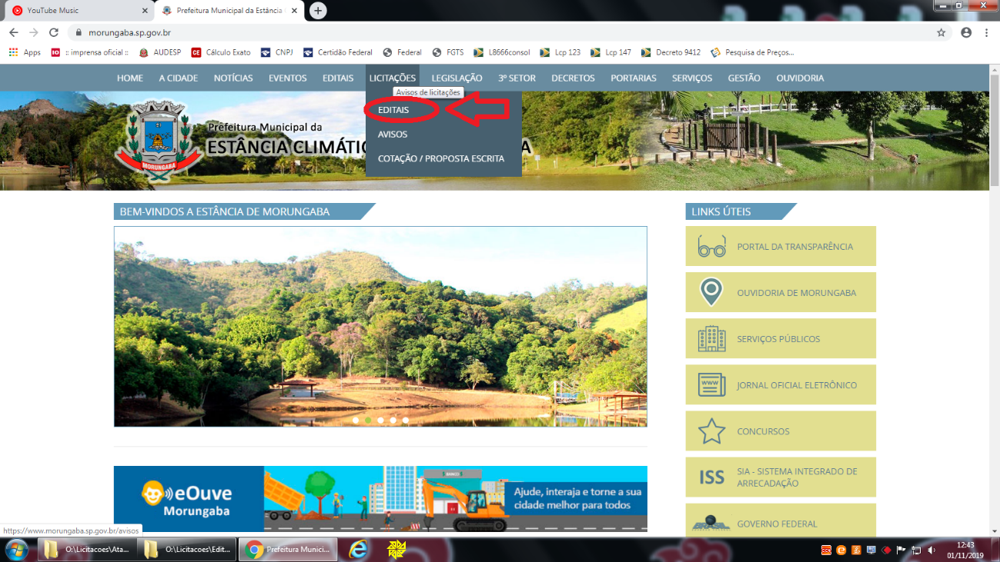 YouTube Music
Prefeitura Municipal da Estância
morungaba.sp.gov.br
Apps
IO :: imprensa oficial ::
AUDESP
CE Cálculo Exato
CNPJ
Certidão Federal
Federal
FGTS
L8666consol
Lcp 123
Lcp 147
Decreto 9412
Pesquisa de Preços...
HOME A CIDADE NOTÍCIAS EVENTOS EDITAIS LICITAÇÕES LEGISLAÇÃO 3º SETOR DECRETOS PORTARIAS SERVIÇOS GESTÃO OUVIDORIA
Avisos de licitações
EDITAIS
AVISOS
COTAÇÃO / PROPOSTA ESCRITA
Prefeitura Municipal da
ESTÂNCIA CLIMÁTIC A
MORUNGABA
BEM-VINDOS A ESTÂNCIA DE MORUNGABA
LINKS ÚTEIS
PORTAL DA TRANSPARÊNCIA
OUVIDORIA DE MORUNGABA
SERVIÇOS PÚBLICOS
www
JORNAL OFICIAL ELETRÔNICO
CONCURSOS
ISS
SIA - SISTEMA INTEGRADO DE
ARRECADAÇÃO
BRASIL
GOVERNO FEDERAL
eOuve
Morungaba
BANCO
Ajude, interaja e torne a sua
cidade melhor para todos
https://www.morungaba.sp.gov.br/avisos
O:\Licitacoes\Ata...
O:\Licitacoes\Edit...
Prefeitura Munici...
12:43
01/11/2019